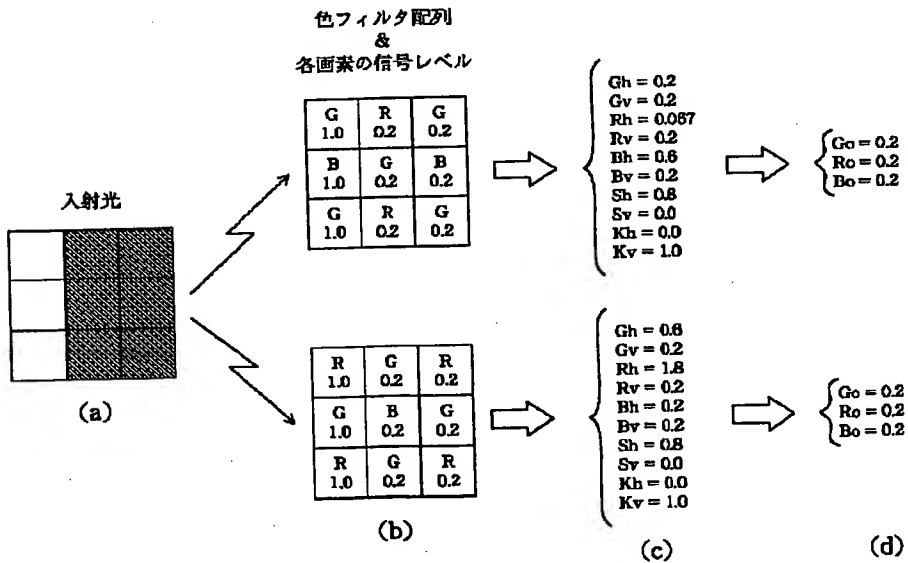 色フィルタ配列
&
各画素の信号レベル
入射光
G R G
1.0 0.2 0.2
B G B
1.0 0.2 0.2
G R G
1.0 0.2 0.2
Gh = 0.2
Gv = 0.2
Rh = 0.067
Rv = 0.2
Bh = 0.6
Bv = 0.2
Sh = 0.8
Sv = 0.0
Kh = 0.0
Kv = 1.0
Go = 0.2
Ro = 0.2
Bo = 0.2
R G R
1.0 0.2 0.2
G B G
1.0 0.2 0.2
R G R
1.0 0.2 0.2
Gh = 0.6
Gv = 0.2
Rh = 1.8
Rv = 0.2
Bh = 0.2
Bv = 0.2
Sh = 0.8
Sv = 0.0
Kh = 0.0
Kv = 1.0
Go = 0.2
Ro = 0.2
Bo = 0.2
(a)
(b)
(c)
(d)